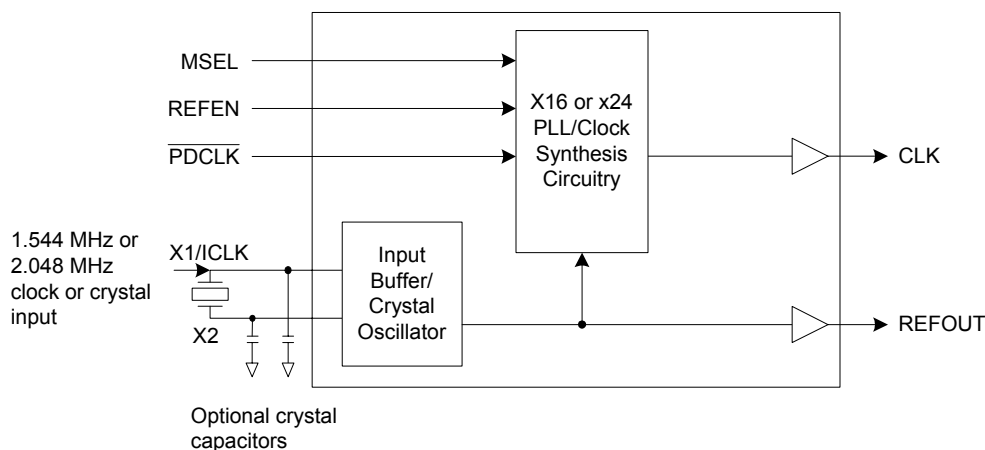 MSEL
REFEN
PDCLK
X16 or x24
PLL/Clock
Synthesis
Circuitry
CLK
1.544 MHz or
2.048 MHz
clock or crystal
input
X1/ICLK
X2
Input
Buffer/
Crystal
Oscillator
REFOUT
Optional crystal
capacitors